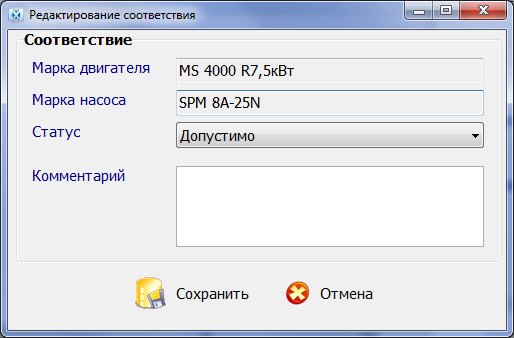 Редактирование соответствия
Соответствие
Марка двигателя MS 4000 R7,5кВт
Марка насоса SPM 8A-25N
Статус Допустимо
Комментарий
Сохранить Отмена